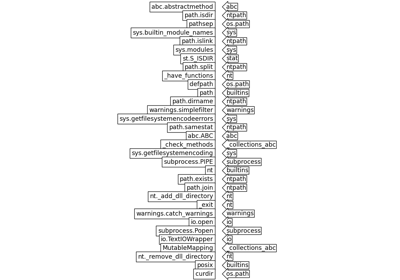 abc.abstractmethod abc
path.isdir ntpath
pathsep os.path
sys.builtin_module_names sys
path.islink ntpath
sys.modules sys
st.S_ISDIR stat
path.split ntpath
_have_functions nt
defpath os.path
path builtins
path.dirname ntpath
warnings.simplefilter warnings
sys.getfilesystemencodeerrors sys
path.samestat ntpath
abc.ABC abc
_check_methods _collections_abc
sys.getfilesystemencoding sys
subprocess.PIPE subprocess
nt builtins
path.exists ntpath
path.join ntpath
nt._add_dll_directory nt
_exit nt
warnings.catch_warnings warnings
io.open io
subprocess.Popen subprocess
io.TextIOWrapper io
MutableMapping _collections_abc
nt._remove_dll_directory nt
posix builtins
curdir os.path